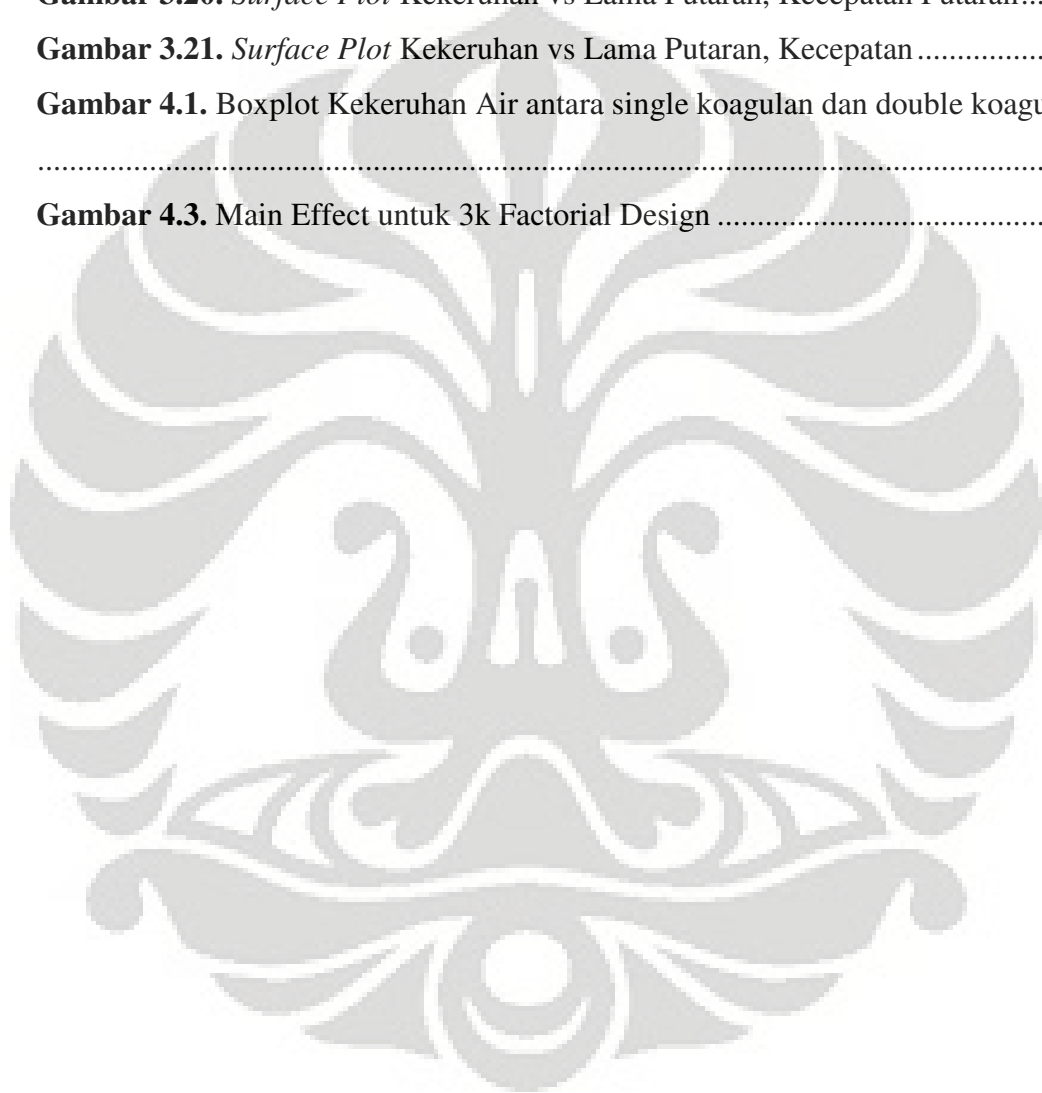 Gambar 3.20. Surface Plot Kekeruhan vs Lama Putaran, Kecepatan Putaran...
Gambar 3.21. Surface Plot Kekeruhan vs Lama Putaran, Kecepatan ................
Gambar 4.1. Boxplot Kekeruhan Air antara single koagulan dan double koagu
................................................................................................................................
Gambar 4.3. Main Effect untuk 3k Factorial Design .........................................